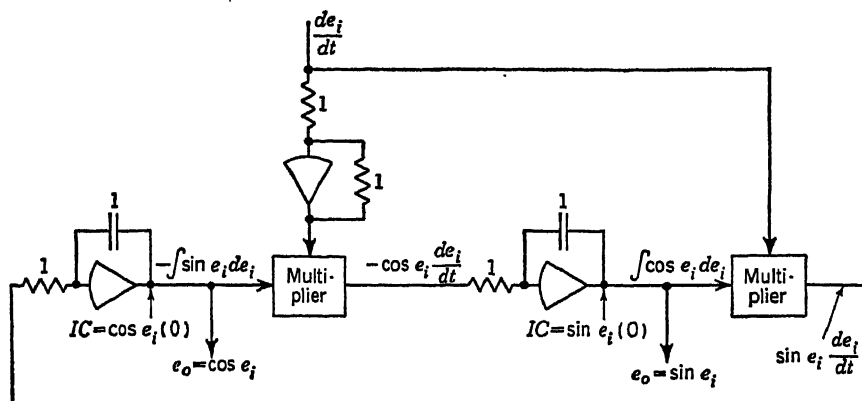 de_i
dt
1
1
1
1
−∫sin e_i de_i
Multi-
plier
−cos e_i de_i
dt
1
1
∫cos e_i de_i
Multi-
plier
IC=cos e_i(0)
e_o=cos e_i
IC=sin e_i(0)
e_o=sin e_i
sin e_i de_i
dt